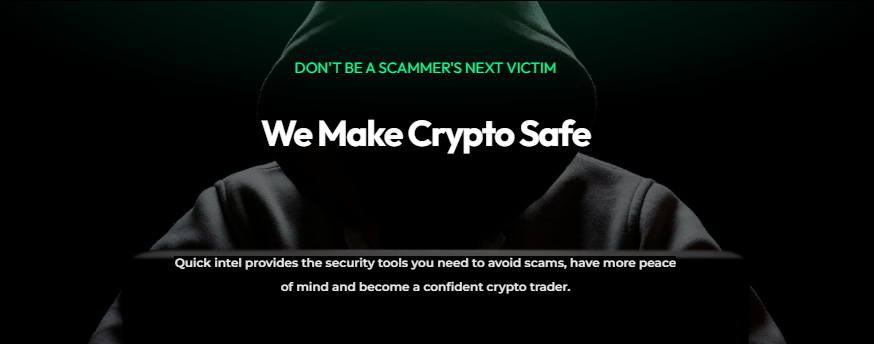 DON'T BE A SCAMMER'S NEXT VICTIM
We Make Crypto Safe
Quick intel provides the security tools you need to avoid scams, have more peace
of mind and become a confident crypto trader.